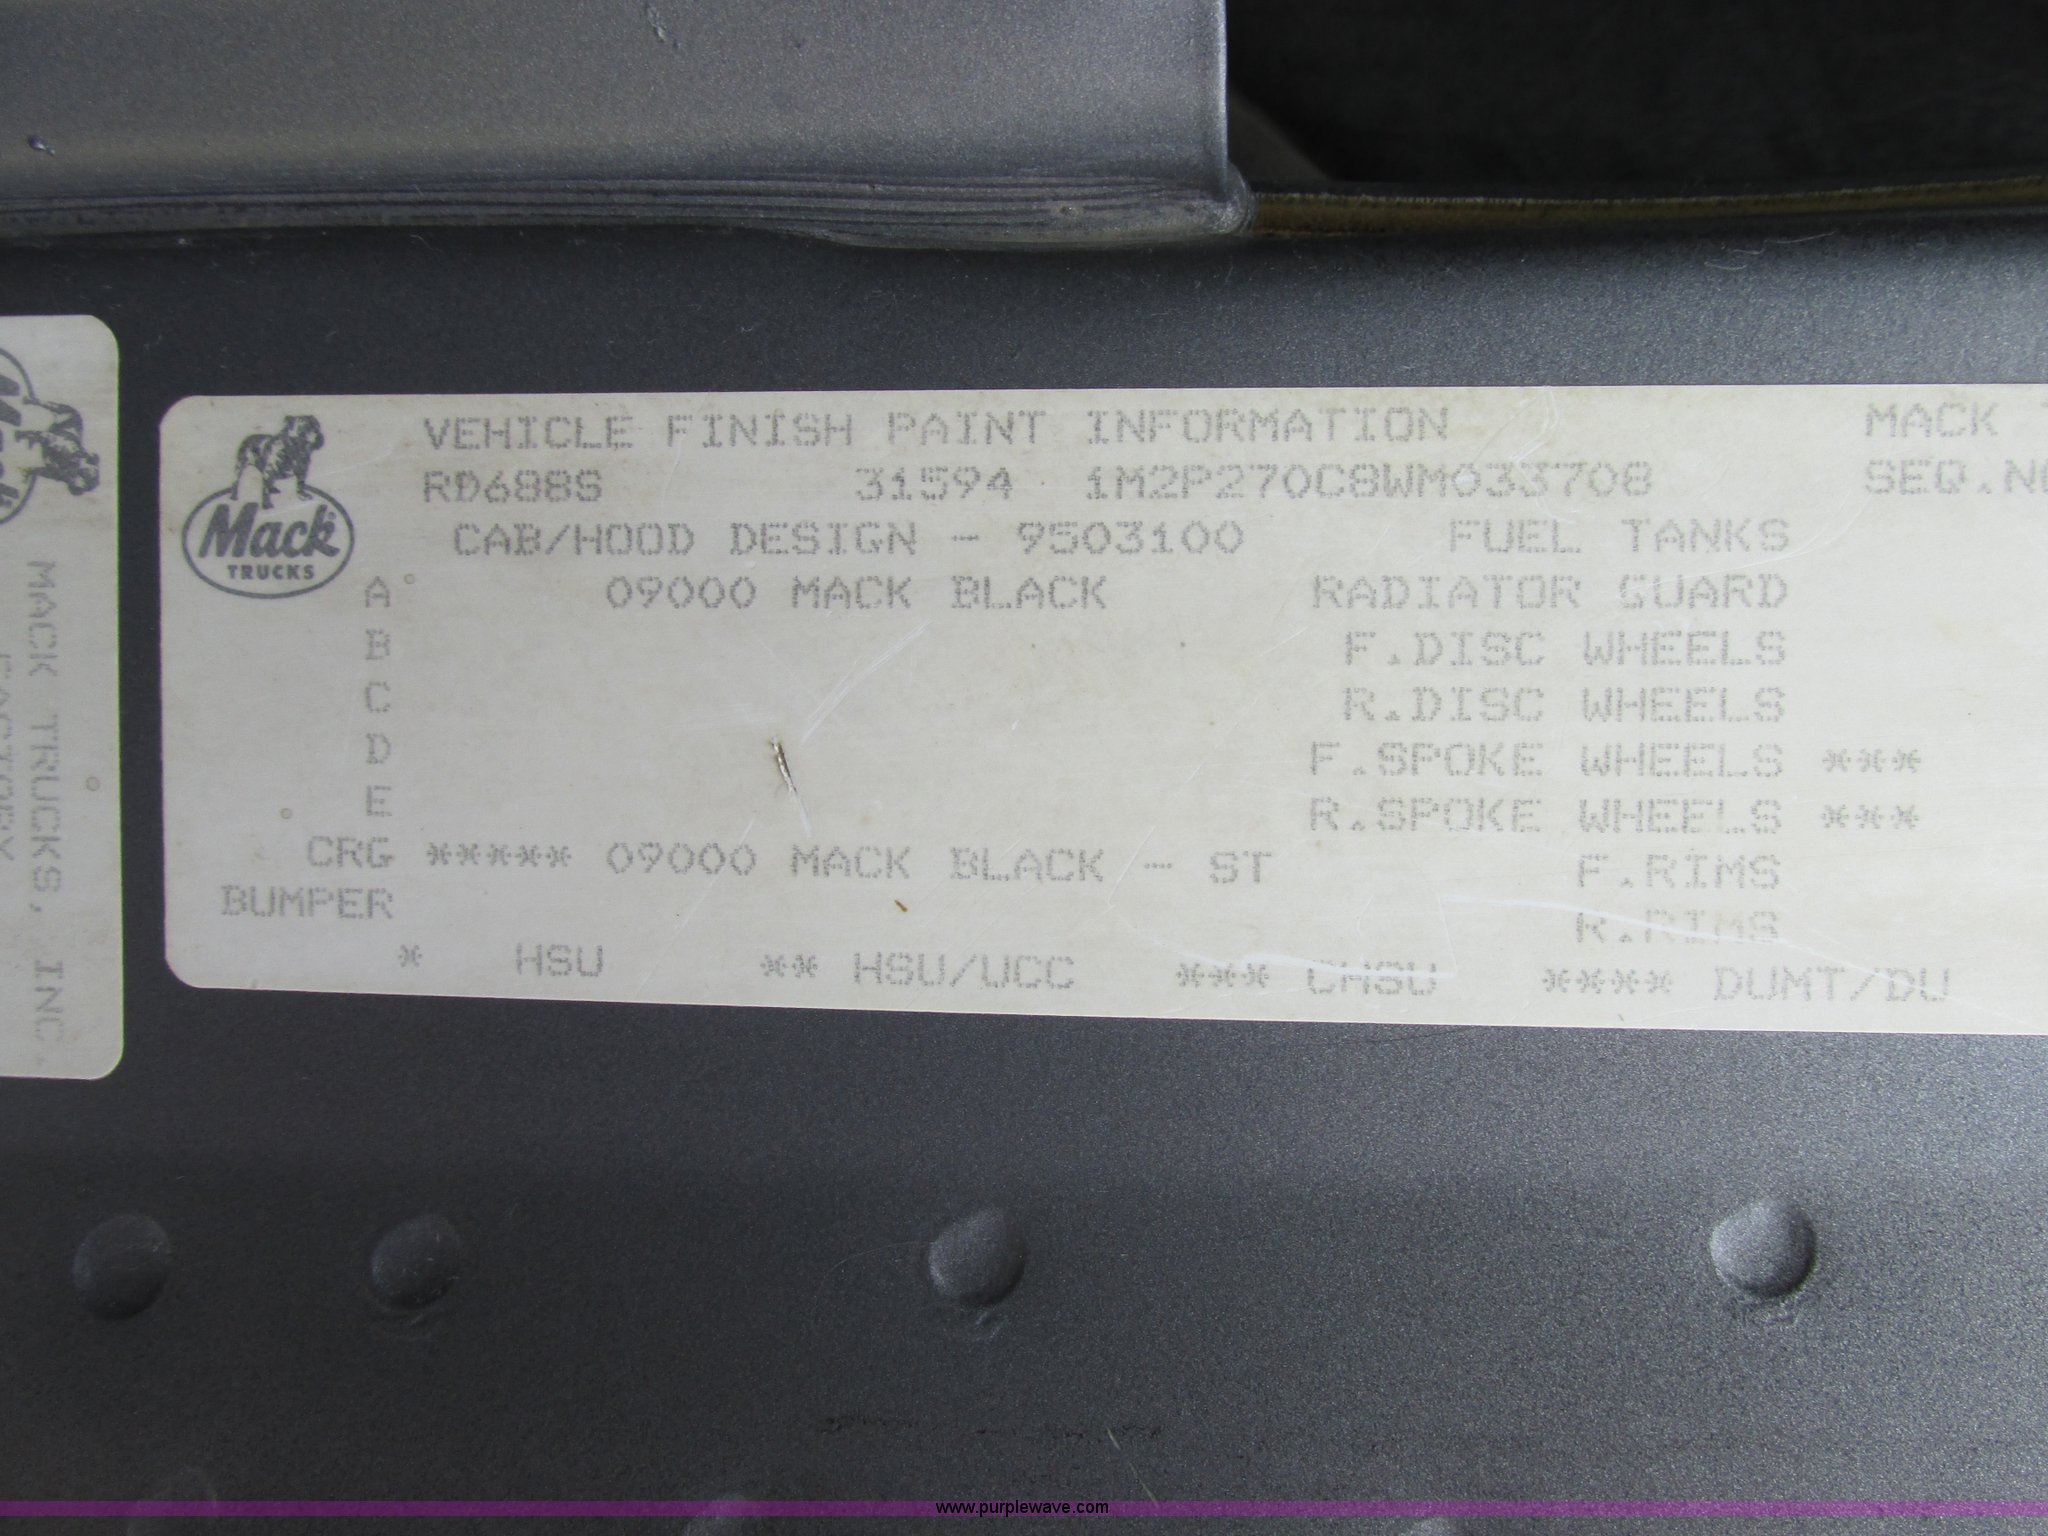 VEHICLE FINISH PAINT INFORMATION MACK
RD688S 31594 1M2P270C8WM033708 SEQ.NO
CAB/HOOD DESIGN - 9503100 FUEL TANKS
A 09000 MACK BLACK RADIATOR GUARD
B F.DISC WHEELS
C R.DISC WHEELS
D F.SPOKE WHEELS ***
E R.SPOKE WHEELS ***
CRG ***** 09000 MACK BLACK - ST F.RIMS
BUMPER R.RIMS
* HSU ** HSU/UCC *** CHSU **** DUMT/DU
Mack
TRUCKS
MACK TRUCKS, INC.
www.purplewave.com